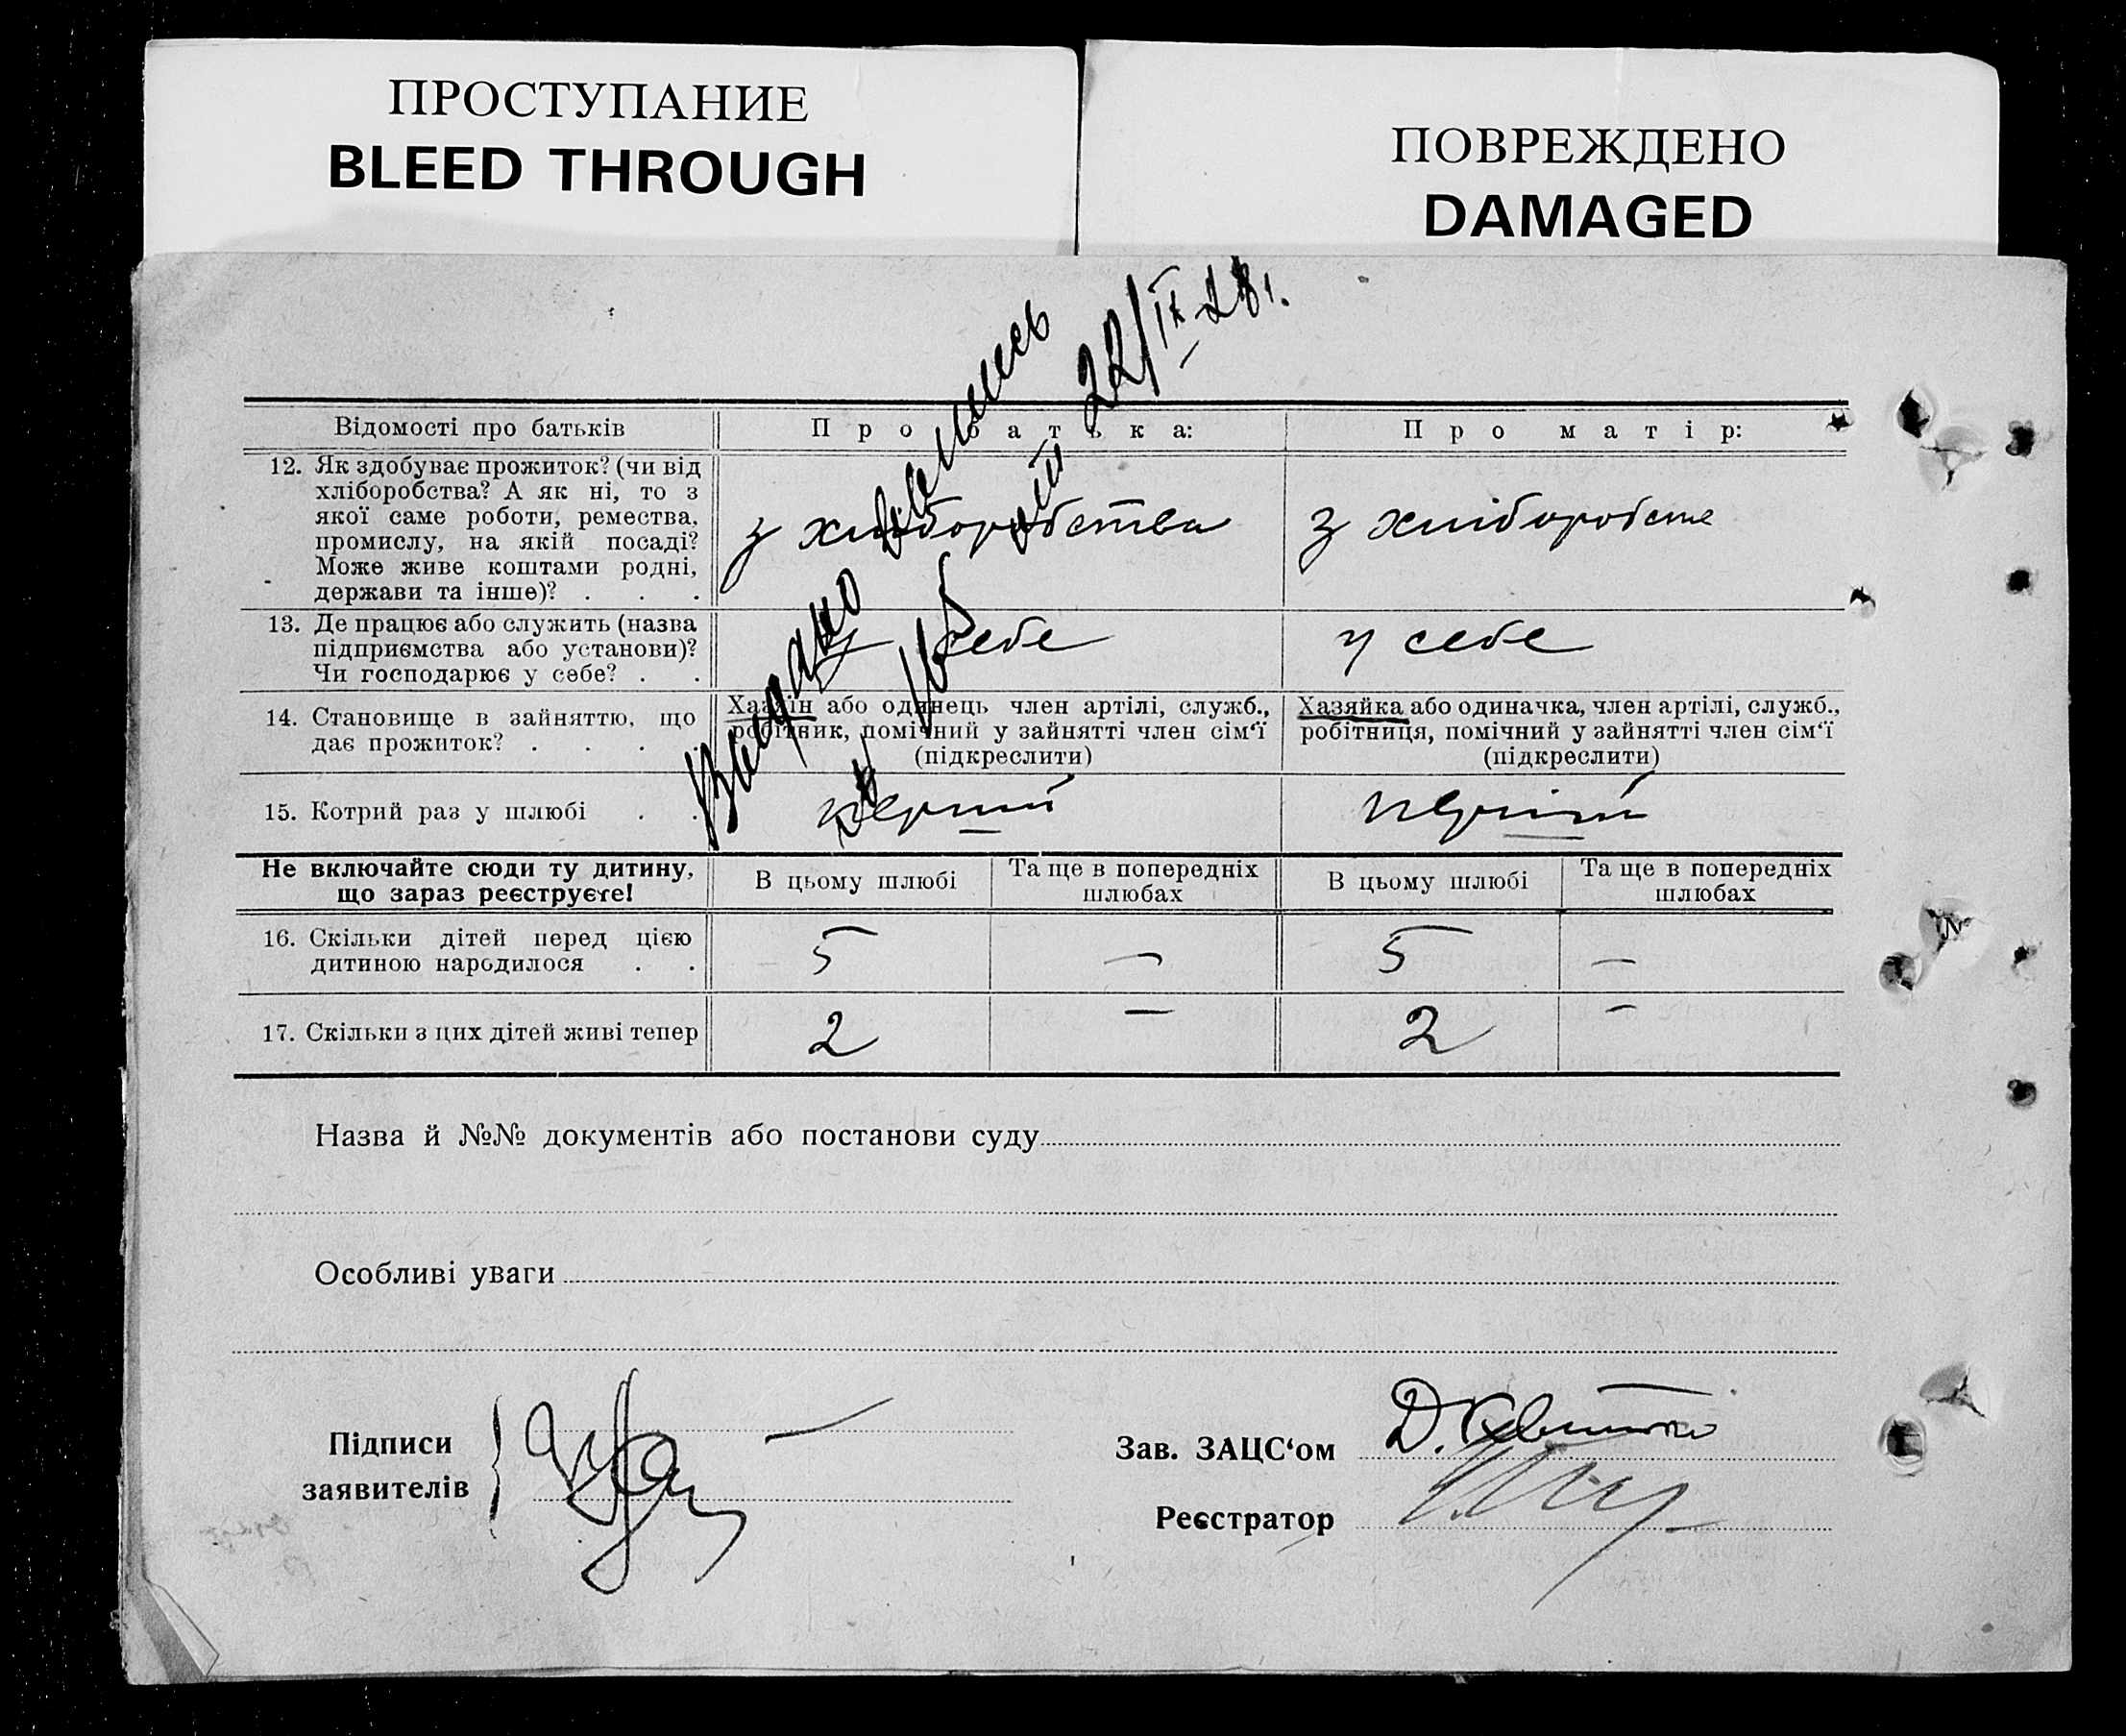 ПРОСТУПАНИЕ
BLEED THROUGH
ПОВРЕЖДЕНО
DAMAGED
Видано виписъ
22/IX 28 г.
Відомості про батьків
Про батька:
Про матір:
12. Як здобуває прожиток? (чи від
хліборобства? А як ні, то з
якої саме роботи, ремества,
промислу, на якій посаді?
Може живе коштами родні,
держави та інше)? . . .
з хліборобства
з хліборобств
13. Де працює або служить (назва
підприємства або установи)?
Чи господарює у себе? . .
у себе
у себе
14. Становище в зайняттю, що
дає прожиток? . . . .
Хазяїн або одинець член артілі, служб.,
робітник, помічний у зайнятті член сім‘ї
(підкреслити)
Хазяйка або одиначка, член артілі, служб.,
робітниця, помічний у зайнятті член сім‘ї
(підкреслити)
15. Котрий раз у шлюбі . .
перший
перший
Не включайте сюди ту дитину,
що зараз реєструєте!
В цьому шлюбі
Та ще в попередніх
шлюбах
В цьому шлюбі
Та ще в попередніх
шлюбах
16. Скільки дітей перед цією
дитиною народилося . .
5 — 5 —
17. Скільки з цих дітей живі тепер
2 — 2 —
Назва й №№ документів або постанови суду
Особливі уваги
Підписи
заявителів
Зав. ЗАЦС‘ом
Реєстратор